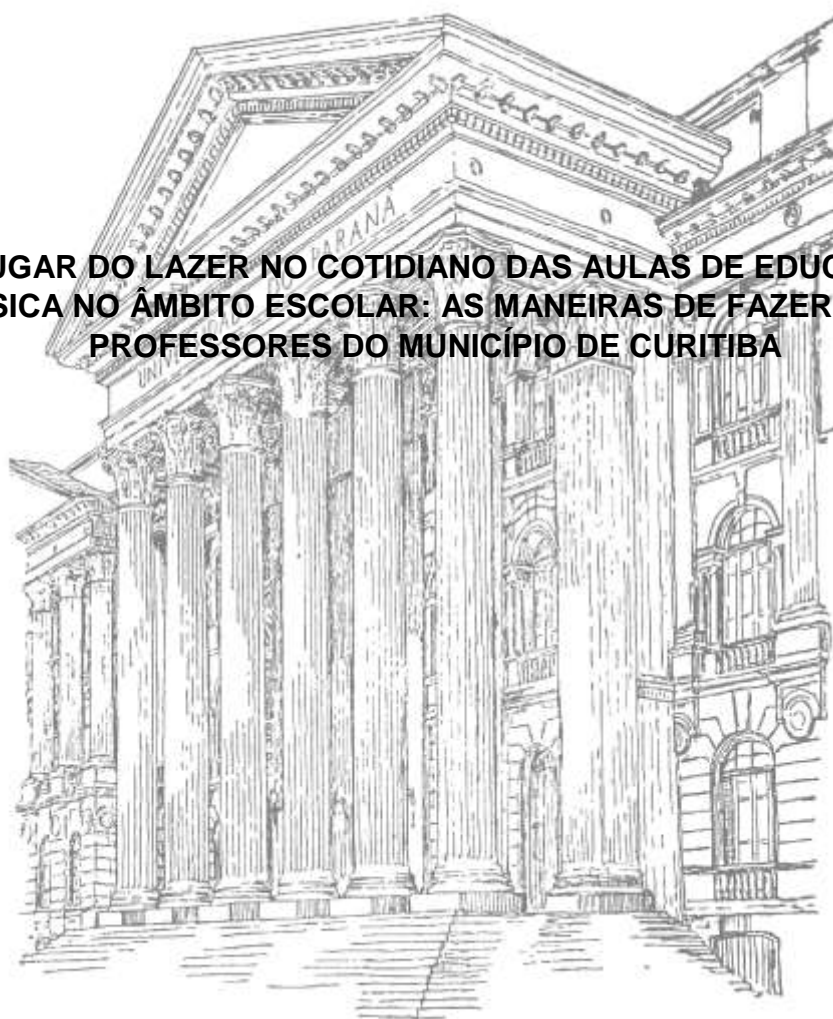 UGAR DO LAZER NO COTIDIANO DAS AULAS DE EDUC
SICA NO ÂMBITO ESCOLAR: AS MANEIRAS DE FAZER
PROFESSORES DO MUNICÍPIO DE CURITIBA
PARANÁ